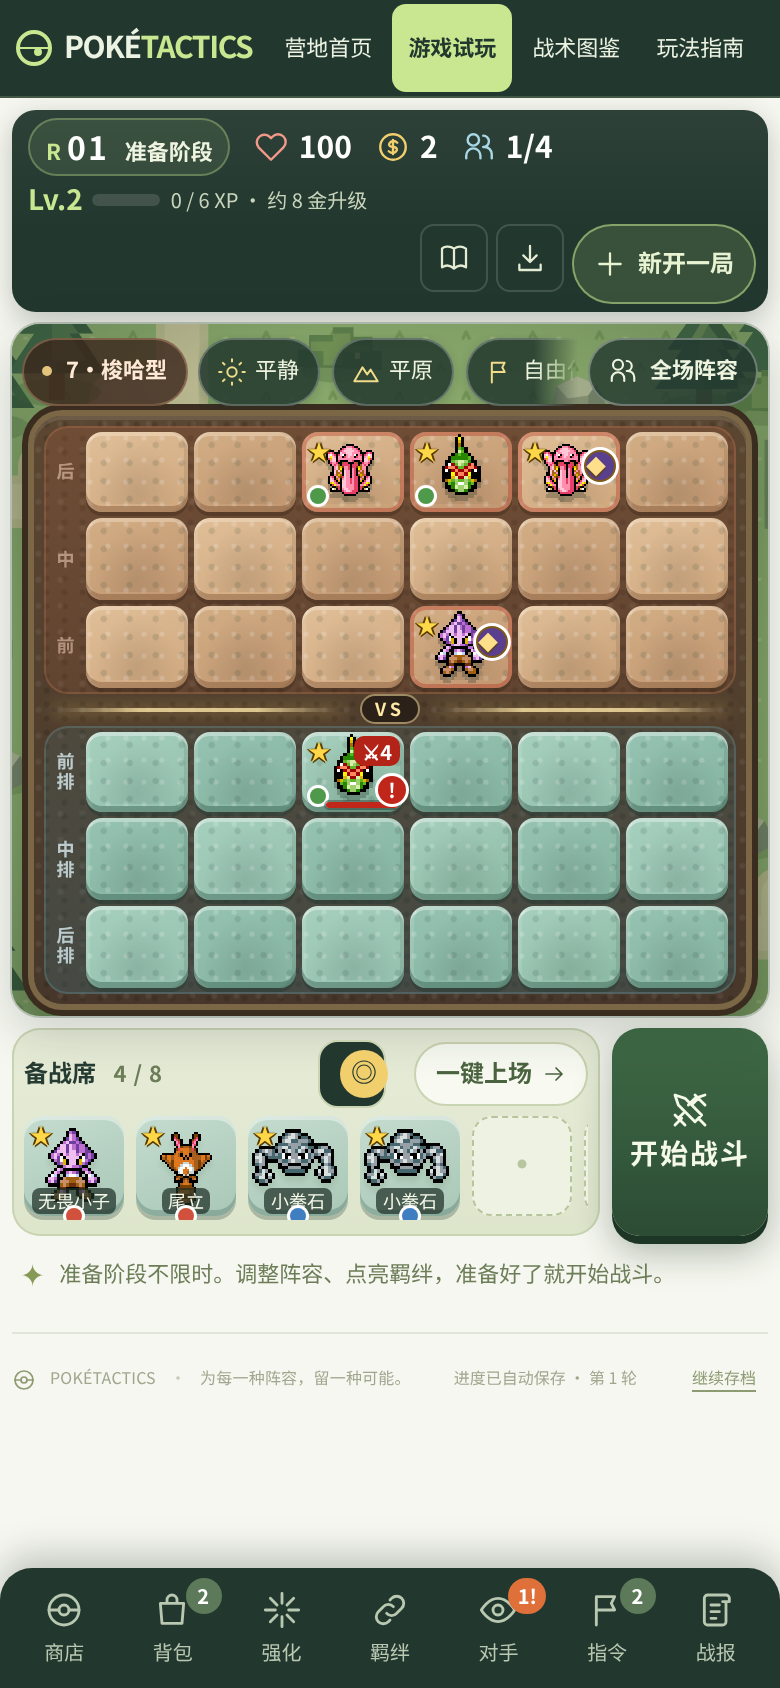 POKÉTACTICS 营地首页 游戏试玩 战术图鉴 玩法指南
R 01 准备阶段 100 2 1/4
Lv.2 0 / 6 XP • 约 8 金升级
新开一局
7 • 梭哈型 平静 平原 自由 全场阵容
后
中
前
VS
前排
⚔4
!
中排
后排
备战席 4 / 8 一键上场 →
无畏小子 尾立 小拳石 小拳石
开始战斗
准备阶段不限时。调整阵容、点亮羁绊，准备好了就开始战斗。
POKÉTACTICS • 为每一种阵容，留一种可能。 进度已自动保存 • 第 1 轮 继续存档
2 1! 2
商店 背包 强化 羁绊 对手 指令 战报